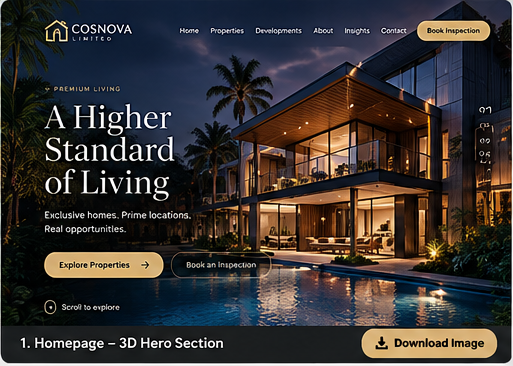 COSNOVA
LIMITED
Home Properties Developments About Insights Contact Book Inspection
PREMIUM LIVING
A Higher
Standard
of Living
Exclusive homes. Prime locations,
Real opportunities.
Explore Properties
Book an Inspection
Scroll to explore
1. Homepage – 3D Hero Section
Download Image